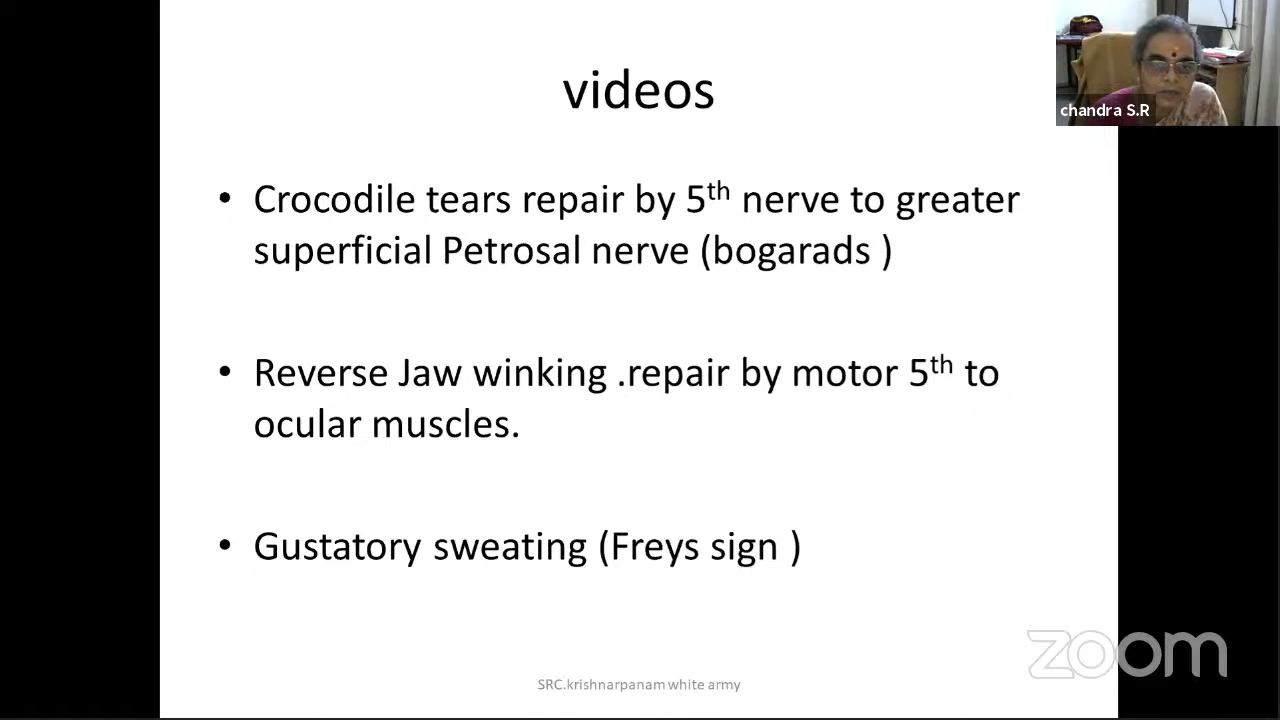 videos
chandra S.R
• Crocodile tears repair by 5th nerve to greater
superficial Petrosal nerve (bogarads )
• Reverse Jaw winking .repair by motor 5th to
ocular muscles.
• Gustatory sweating (Freys sign )
zoom
SRC.krishnarpanam white army